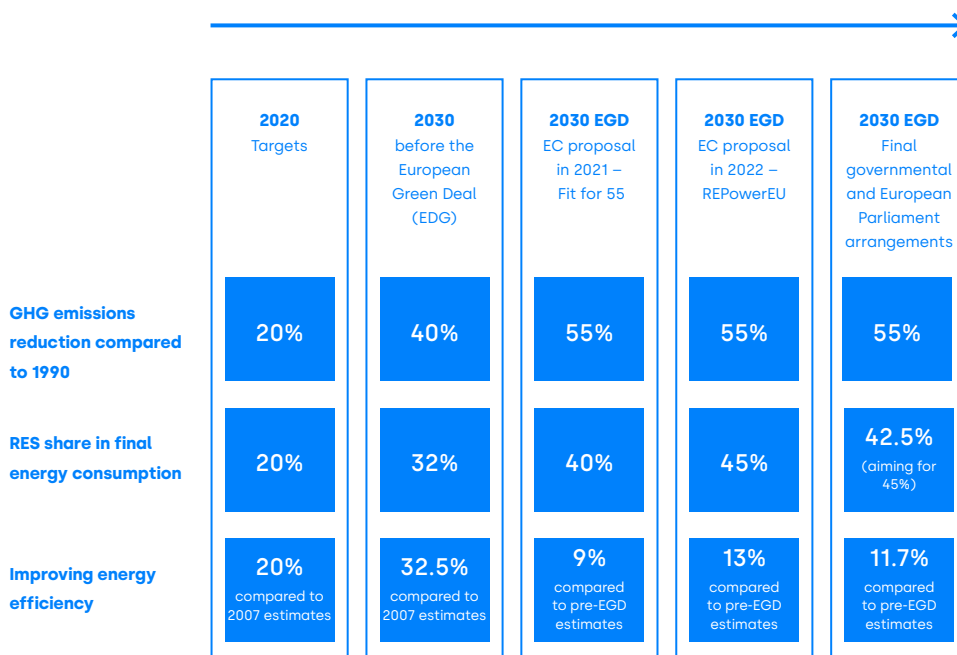 2020
Targets
2030
before the
European
Green Deal
(EDG)
2030 EGD
EC proposal
in 2021 –
Fit for 55
2030 EGD
EC proposal
in 2022 –
REPowerEU
2030 EGD
Final
governmental
and European
Parliament
arrangements
GHG emissions
reduction compared
to 1990
20%
40%
55%
55%
55%
RES share in final
energy consumption
20%
32%
40%
45%
42.5%
(aiming for
45%)
Improving energy
efficiency
20%
compared to
2007 estimates
32.5%
compared to
2007 estimates
9%
compared
to pre-EGD
estimates
13%
compared
to pre-EGD
estimates
11.7%
compared
to pre-EGD
estimates